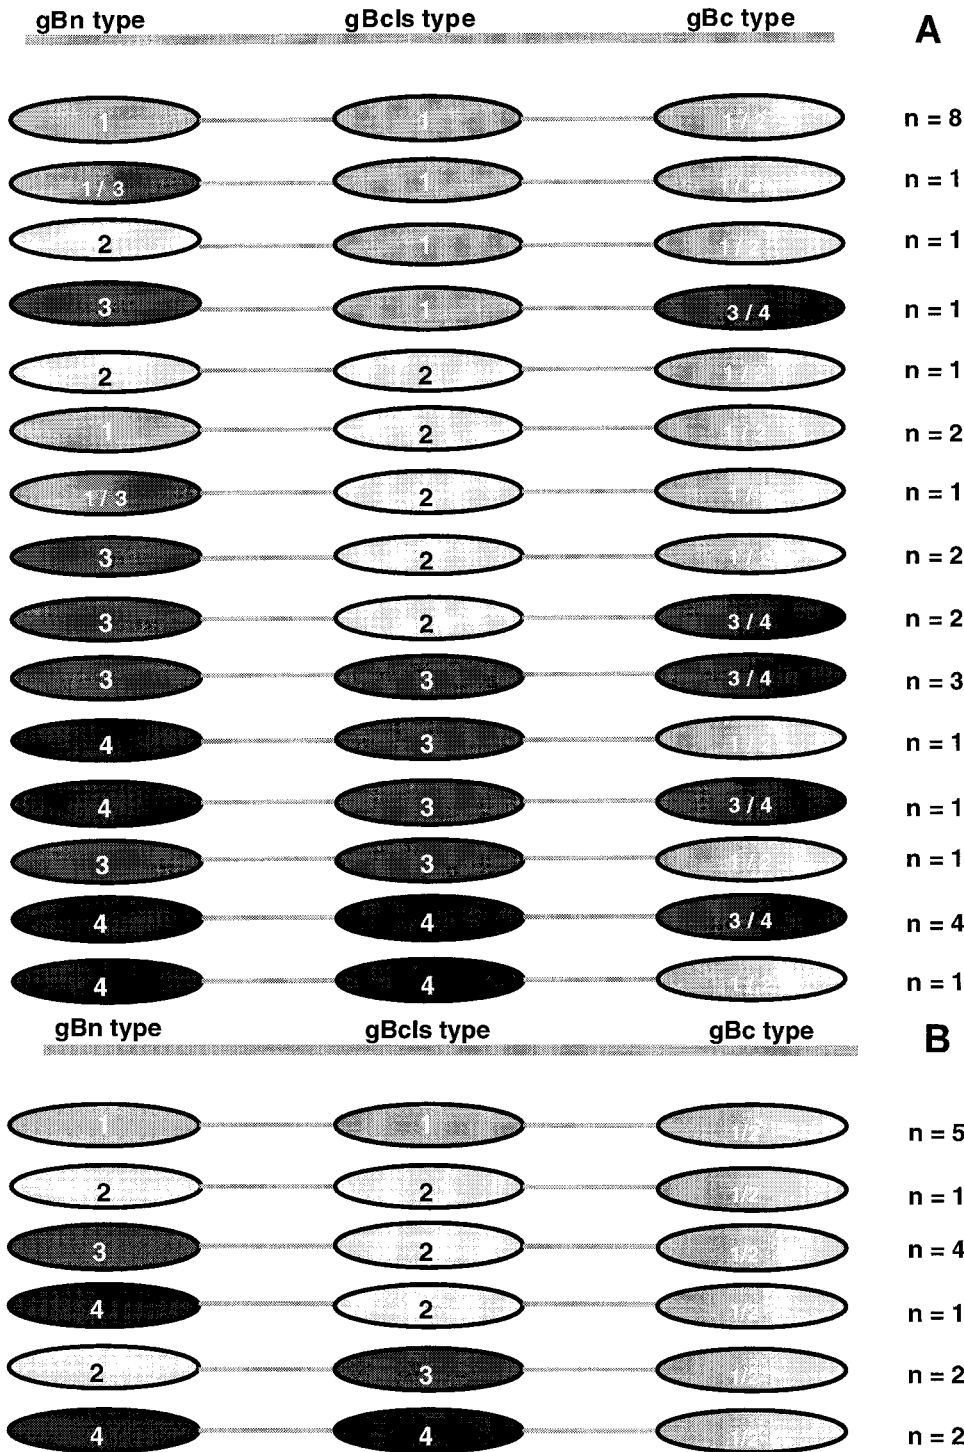 gBn type gBcls type gBc type A
1 1 1 / 2 n = 8
1 / 3 1 1 / 2 n = 1
2 1 1 / 2 n = 1
3 1 3 / 4 n = 1
2 2 1 / 2 n = 1
1 2 1 / 2 n = 2
1 / 3 2 1 / 2 n = 1
3 2 1 / 2 n = 2
3 2 3 / 4 n = 2
3 3 3 / 4 n = 3
4 3 1 / 2 n = 1
4 3 3 / 4 n = 1
3 3 1 / 2 n = 1
4 4 3 / 4 n = 4
4 4 1 / 2 n = 1
gBn type gBcls type gBc type B
1 1 1/2 n = 5
2 2 1/2 n = 1
3 2 1/2 n = 4
4 2 1/2 n = 1
2 3 1/2 n = 2
4 4 1/2 n = 2